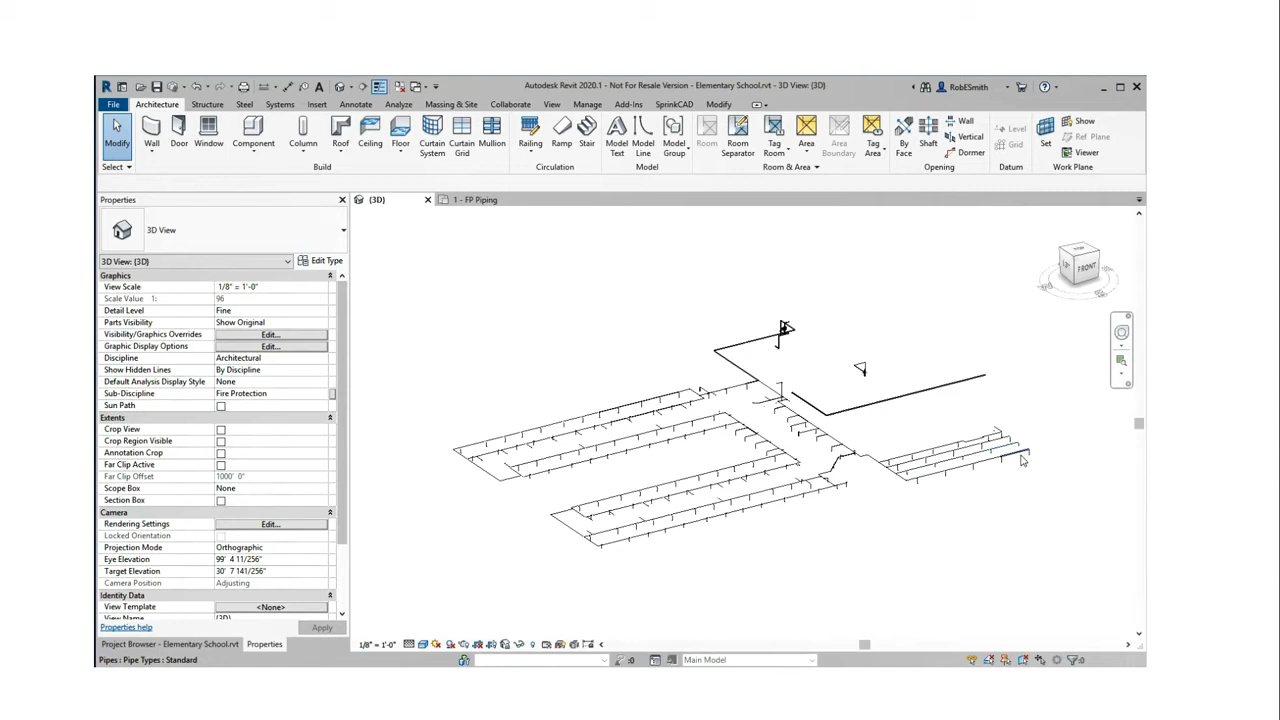 Autodesk Revit 2020.1 - Not For Resale Version - Elementary School.rvt - 3D View: {3D}
RobESmith
File Architecture Structure Steel Systems Insert Annotate Analyze Massing & Site Collaborate View Manage Add-Ins SprinkCAD Modify
Modify Wall Door Window Component Column Roof Ceiling Floor Curtain System Curtain Grid Mullion Railing Ramp Stair Model Text Model Line Model Group Room Room Separator Tag Room Area Area Boundary Tag Area By Face Shaft Wall Vertical Dormer Level Grid Set Show Ref Plane Viewer
Select Build Circulation Model Room & Area Opening Datum Work Plane
Properties
{3D} 1 - FP Piping
3D View
3D View: {3D} Edit Type
Graphics
View Scale 1/8" = 1'-0"
Scale Value 1: 96
Detail Level Fine
Parts Visibility Show Original
Visibility/Graphics Overrides Edit...
Graphic Display Options Edit...
Discipline Architectural
Show Hidden Lines By Discipline
Default Analysis Display Style None
Sub-Discipline Fire Protection
Sun Path
Extents
Crop View
Crop Region Visible
Annotation Crop
Far Clip Active
Far Clip Offset 1000' 0"
Scope Box None
Section Box
Camera
Rendering Settings Edit...
Locked Orientation
Projection Mode Orthographic
Eye Elevation 99' 4 11/256"
Target Elevation 30' 7 141/256"
Camera Position Adjusting
Identity Data
View Template <None>
View Name {3D}
Properties help Apply
Project Browser - Elementary School.rvt Properties
1/8" = 1'-0"
Pipes : Pipe Types : Standard
:0 Main Model :0
TOP
FRONT